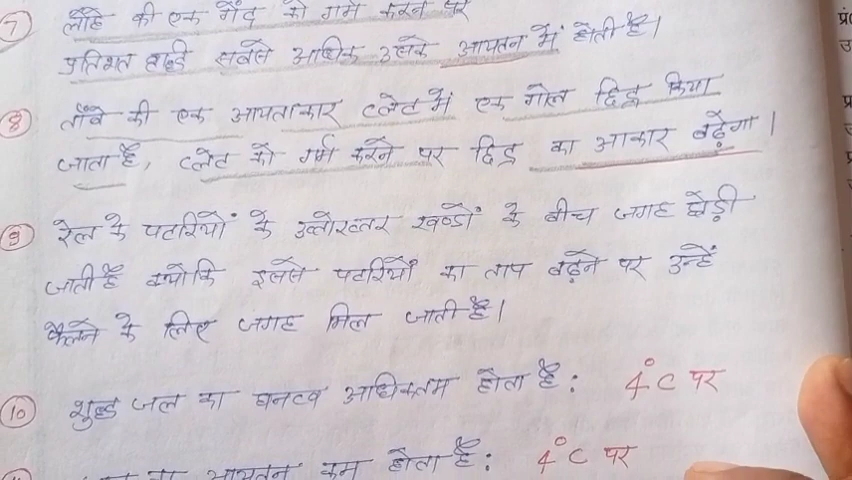 7 लोहे की एक गेंद को गर्म करने पर
प्रतिशत वृद्धि सबसे अधिक उसके आयतन में होती है।
8 ताँबे की एक आयताकार प्लेट में एक गोल छिद्र किया
जाता है, प्लेट को गर्म करने पर छिद्र का आकार बढ़ेगा।
9 रेल के पटरियों के उत्तरोत्तर खण्डों के बीच जगह छोड़ी
जाती है क्योंकि इससे पटरियों का ताप बढ़ने पर उन्हें
फैलने के लिए जगह मिल जाती है।
10 शुद्ध जल का घनत्व अधिकतम होता है: 4°C पर
आयतन कम होता है: 4°C पर